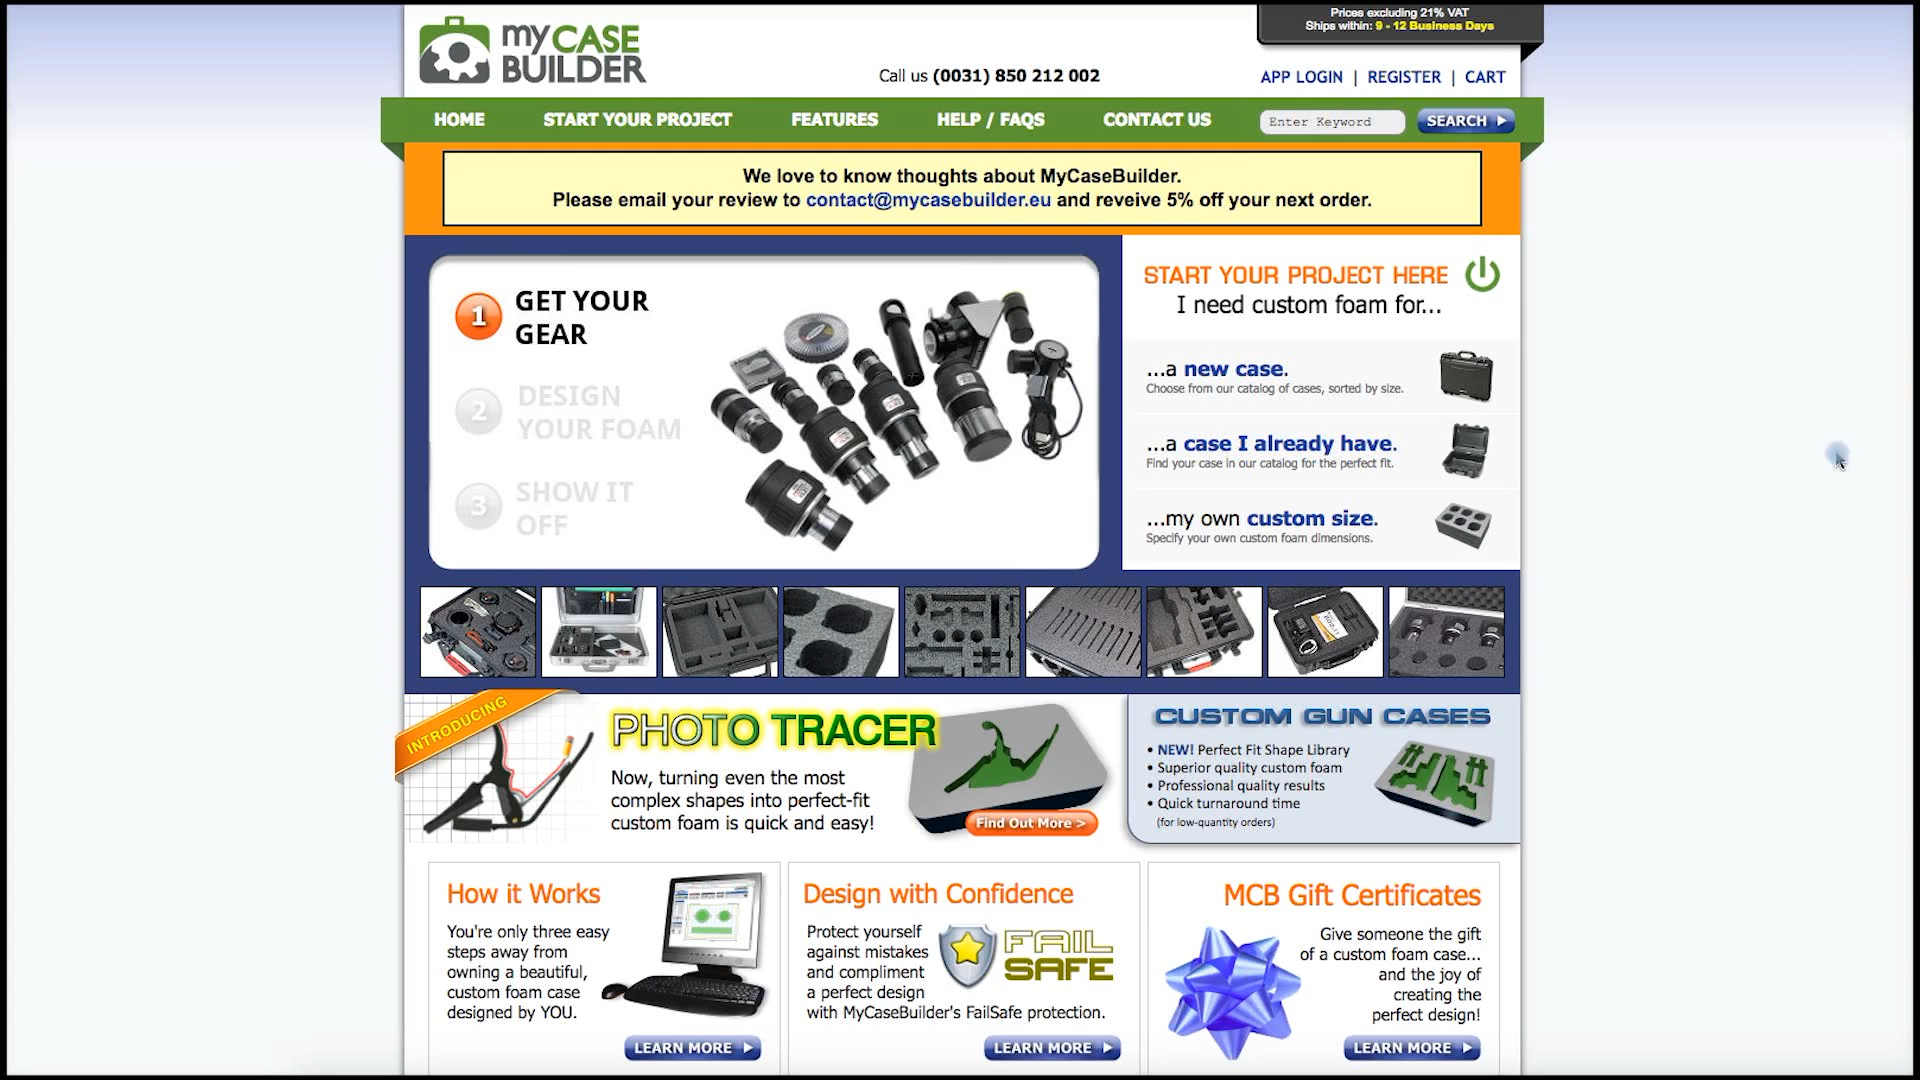 Prices excluding 21% VAT
Ships within: 9 - 12 Business Days
my CASE
BUILDER
Call us (0031) 850 212 002
APP LOGIN | REGISTER | CART
HOME START YOUR PROJECT FEATURES HELP / FAQS CONTACT US Enter Keyword SEARCH
We love to know thoughts about MyCaseBuilder.
Please email your review to contact@mycasebuilder.eu and reveive 5% off your next order.
1 GET YOUR
GEAR
2 DESIGN
YOUR FOAM
3 SHOW IT
OFF
START YOUR PROJECT HERE
I need custom foam for...
...a new case.
Choose from our catalog of cases, sorted by size.
...a case I already have.
Find your case in our catalog for the perfect fit.
...my own custom size.
Specify your own custom foam dimensions.
INTRODUCING
PHOTO TRACER
Now, turning even the most
complex shapes into perfect-fit
custom foam is quick and easy!
Find Out More >
CUSTOM GUN CASES
• NEW! Perfect Fit Shape Library
• Superior quality custom foam
• Professional quality results
• Quick turnaround time
(for low-quantity orders)
How it Works
You're only three easy
steps away from
owning a beautiful,
custom foam case
designed by YOU.
LEARN MORE
Design with Confidence
Protect yourself
against mistakes
and compliment
a perfect design
with MyCaseBuilder's FailSafe protection.
FAIL
SAFE
LEARN MORE
MCB Gift Certificates
Give someone the gift
of a custom foam case...
and the joy of
creating the
perfect design!
LEARN MORE